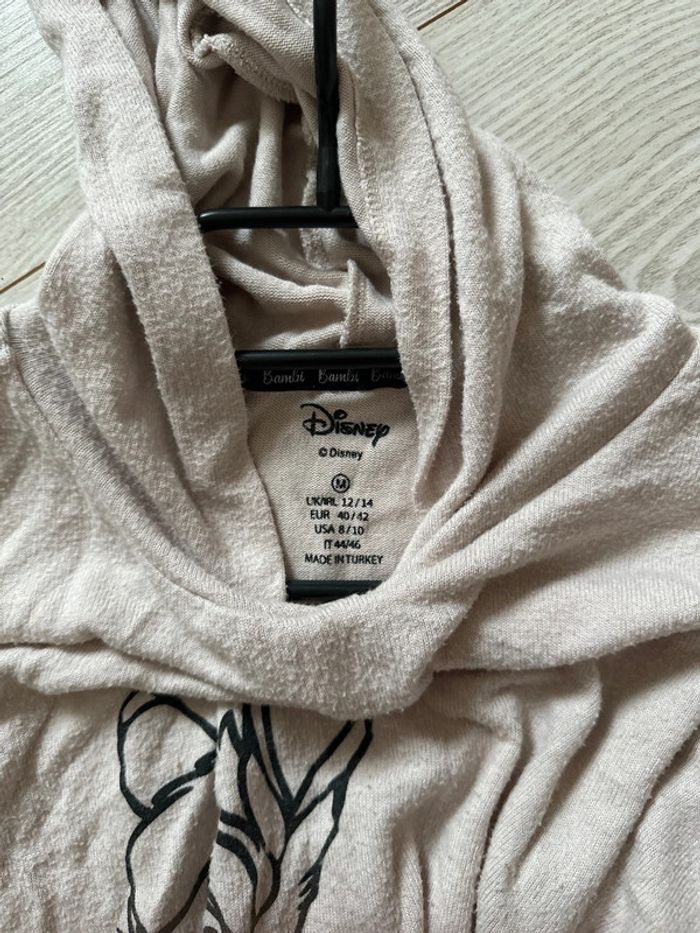 Bambi Bambi
Disney
© Disney
M
UK/IRL 12/14
EUR 40/42
USA 8/10
IT 44/46
MADE IN TURKEY